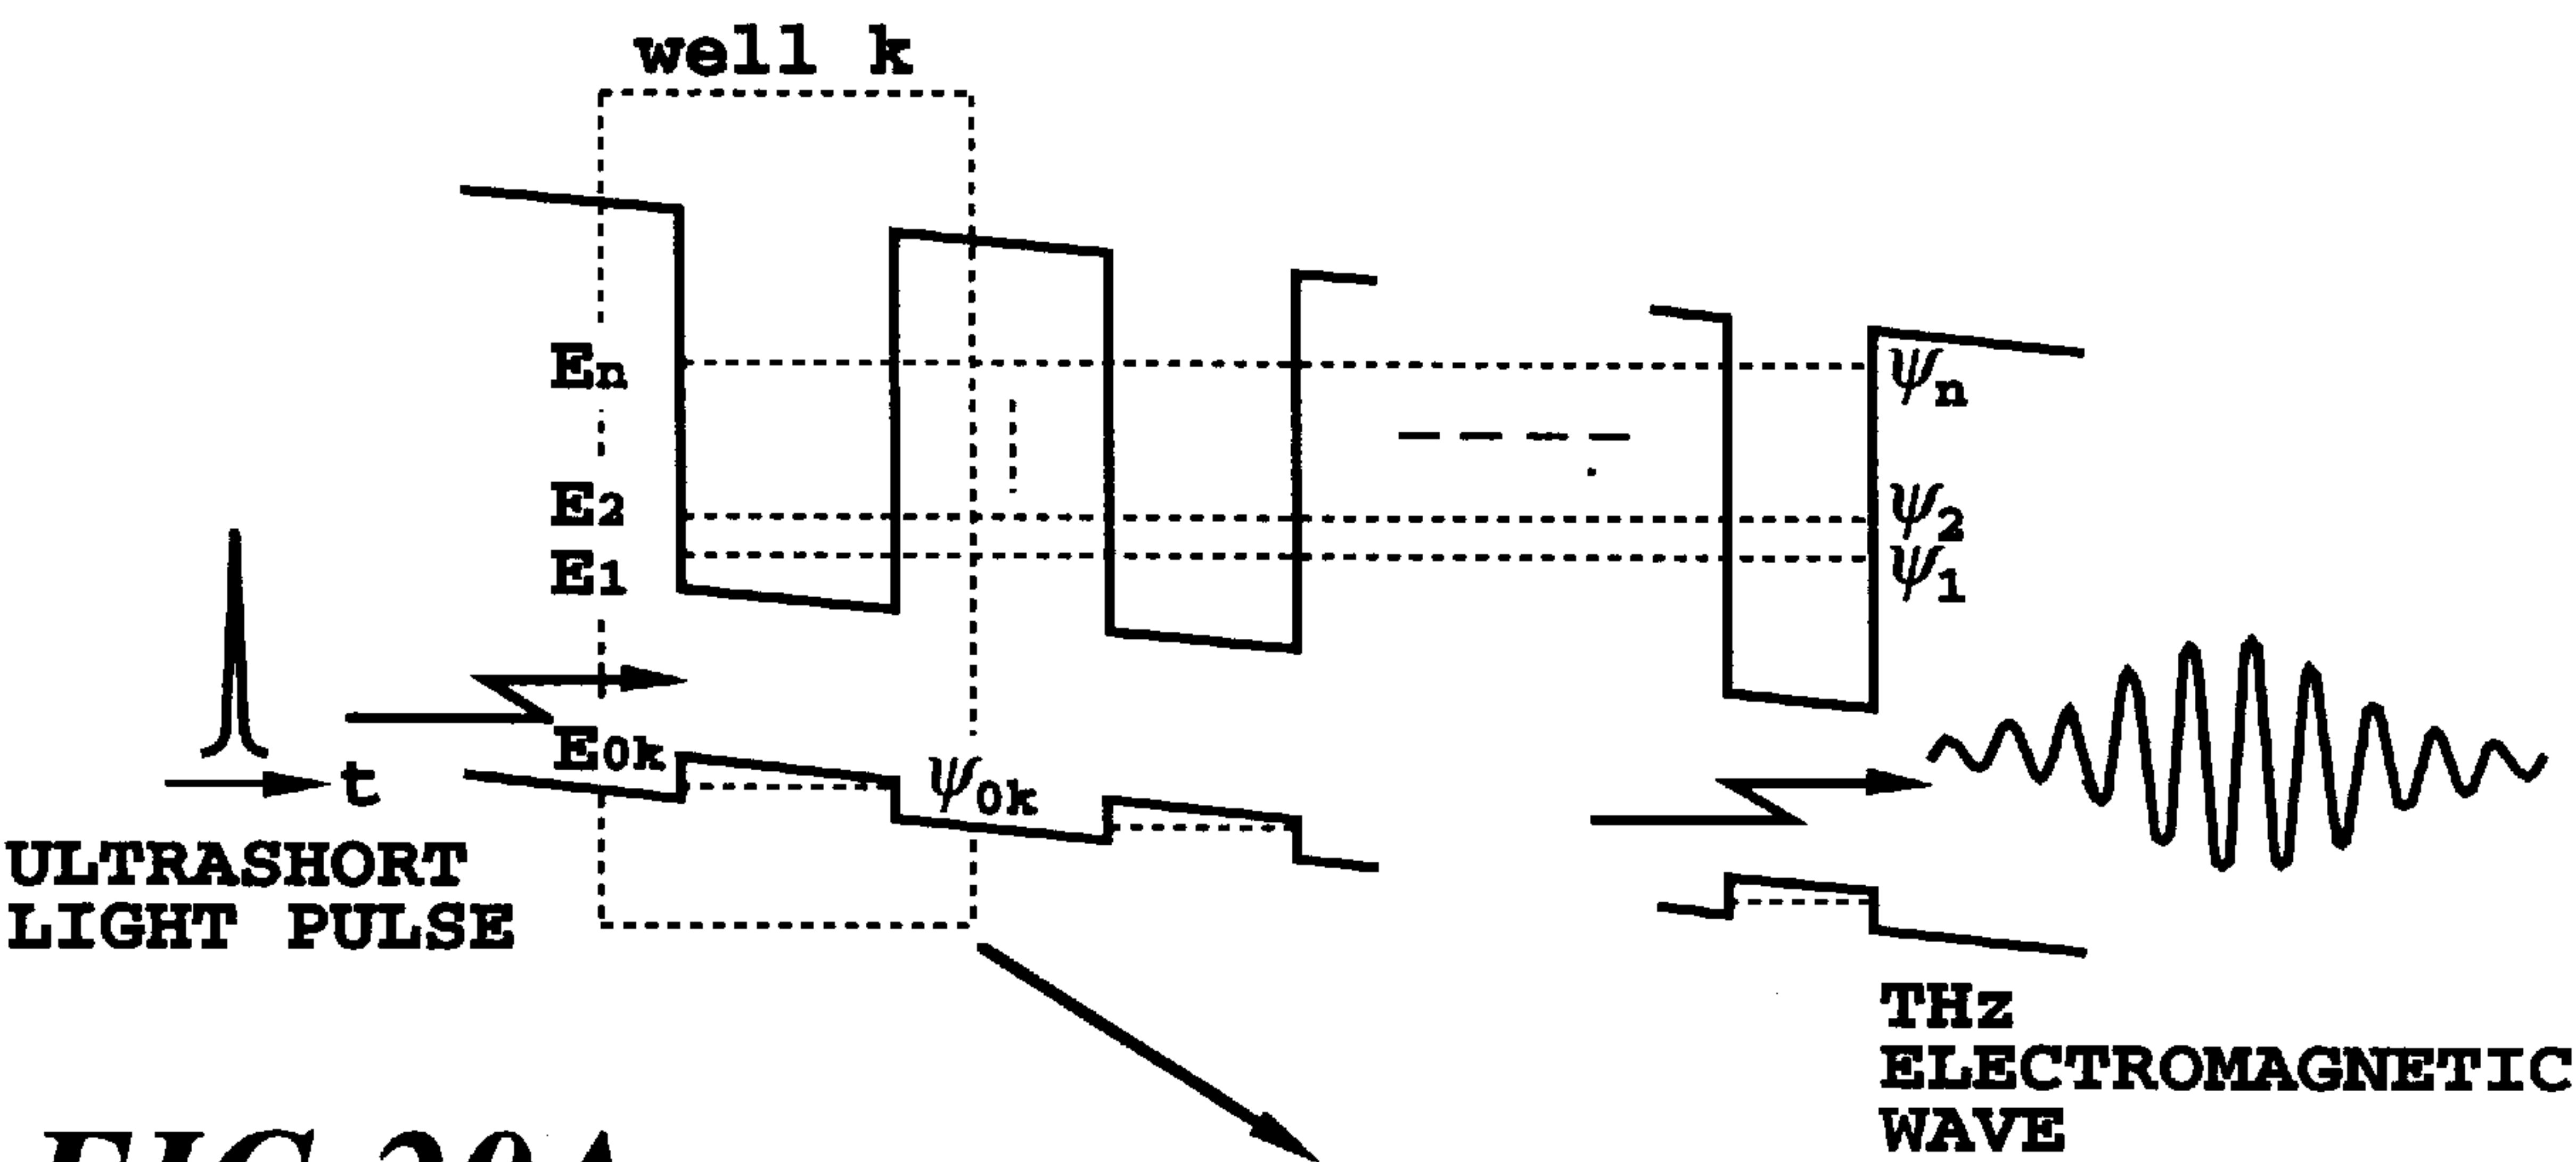 well k
En
ψn
E2
ψ2
E1
ψ1
E0k
ψ0k
t
ULTRASHORT
LIGHT PULSE
THz
ELECTROMAGNETIC
WAVE